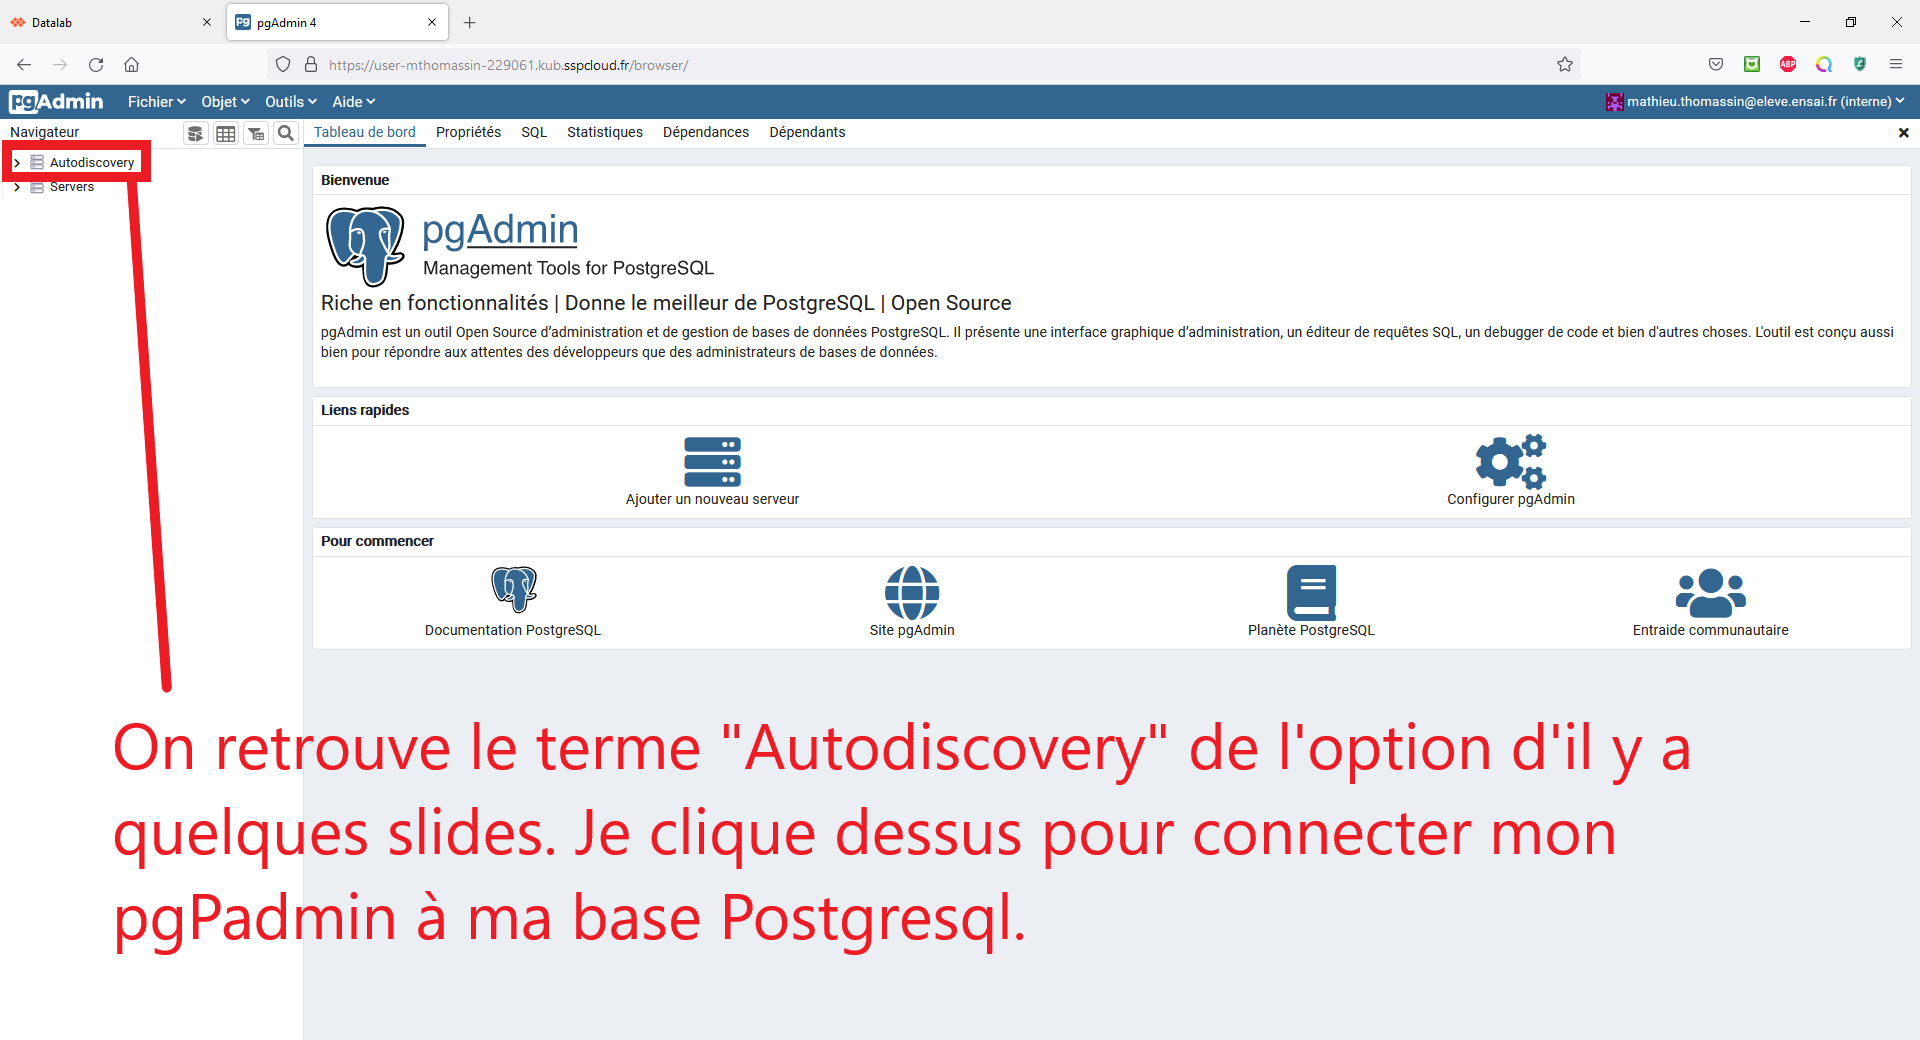 Datalab
pgAdmin 4
https://user-mthomassin-229061.kub.sspcloud.fr/browser/
ABP
pgAdmin Fichier Objet Outils Aide mathieu.thomassin@eleve.ensai.fr (interne)
Navigateur
Tableau de bord Propriétés SQL Statistiques Dépendances Dépendants
Autodiscovery
Servers
Bienvenue
pgAdmin
Management Tools for PostgreSQL
Riche en fonctionnalités | Donne le meilleur de PostgreSQL | Open Source
pgAdmin est un outil Open Source d’administration et de gestion de bases de données PostgreSQL. Il présente une interface graphique d’administration, un éditeur de requêtes SQL, un debugger de code et bien d'autres choses. L'outil est conçu aussi
bien pour répondre aux attentes des développeurs que des administrateurs de bases de données.
Liens rapides
Ajouter un nouveau serveur
Configurer pgAdmin
Pour commencer
Documentation PostgreSQL
Site pgAdmin
Planète PostgreSQL
Entraide communautaire
On retrouve le terme "Autodiscovery" de l'option d'il y a
quelques slides. Je clique dessus pour connecter mon
pgPadmin à ma base Postgresql.